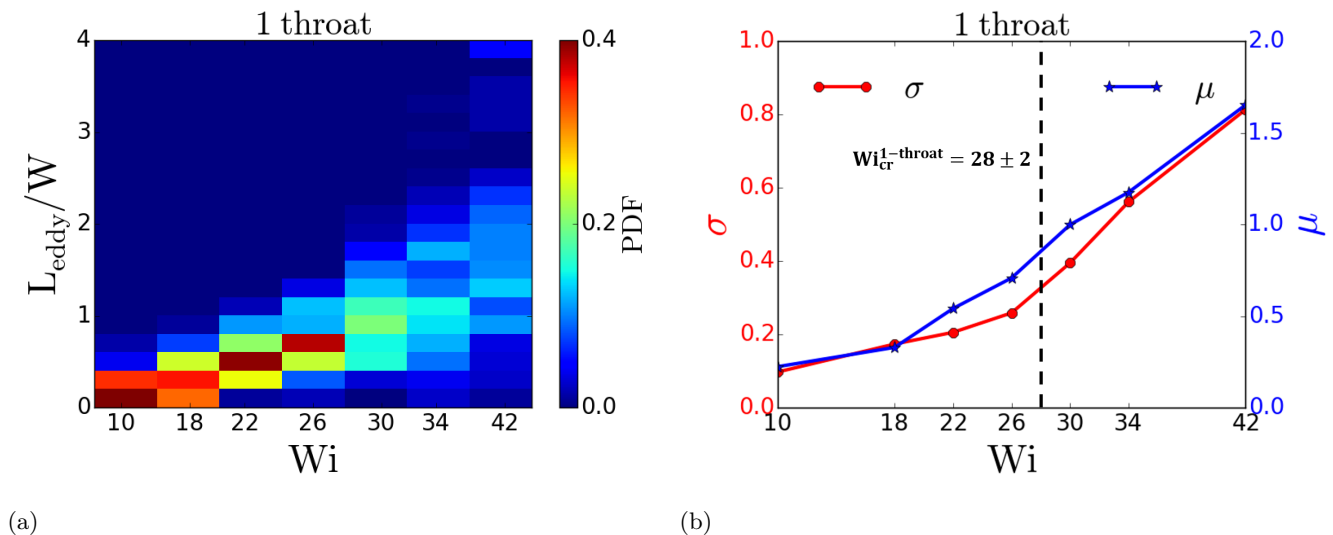 1 throat
4
3
2
1
0
L_eddy/W
10 18 22 26 30 34 42
Wi
0.4
0.2
0.0
PDF
(a)
1 throat
1.0
0.8
0.6
0.4
0.2
0.0
σ
σ
μ
Wi_cr^1−throat = 28 ± 2
2.0
1.5
1.0
0.5
0.0
μ
10 18 22 26 30 34 42
Wi
(b)